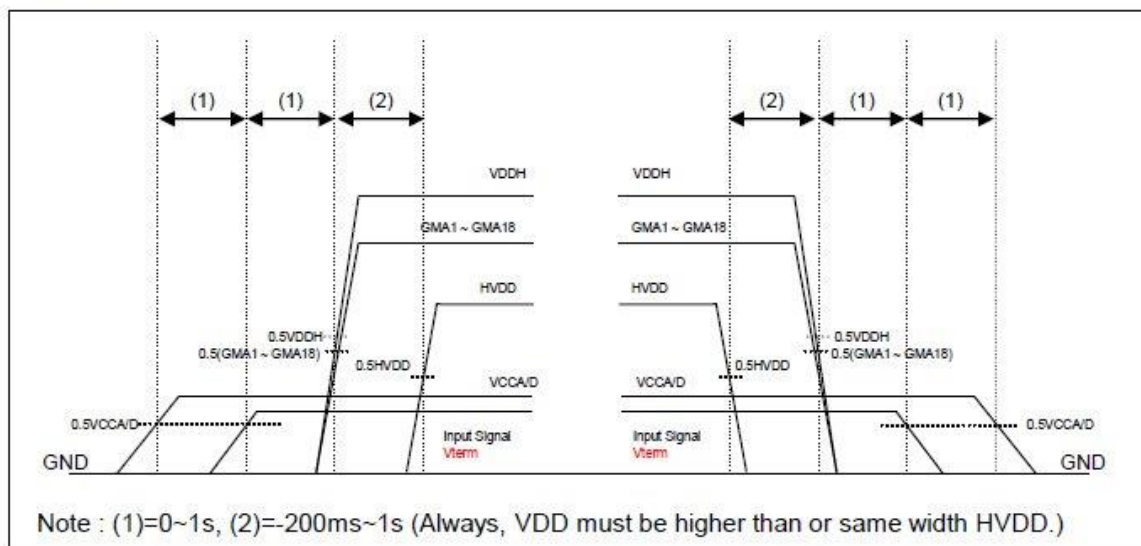 (1) (1) (2) (2) (1) (1)
VDDH VDDH
GMA1 ~ GMA18 GMA1 ~ GMA18
HVDD HVDD
0.5VDDH 0.5VDDH
0.5(GMA1 ~ GMA18) 0.5(GMA1 ~ GMA18)
0.5HVDD 0.5HVDD
VCCA/D VCCA/D
0.5VCCA/D 0.5VCCA/D
Input Signal Input Signal
Vterm Vterm
GND GND
Note : (1)=0~1s, (2)=-200ms~1s (Always, VDD must be higher than or same width HVDD.)